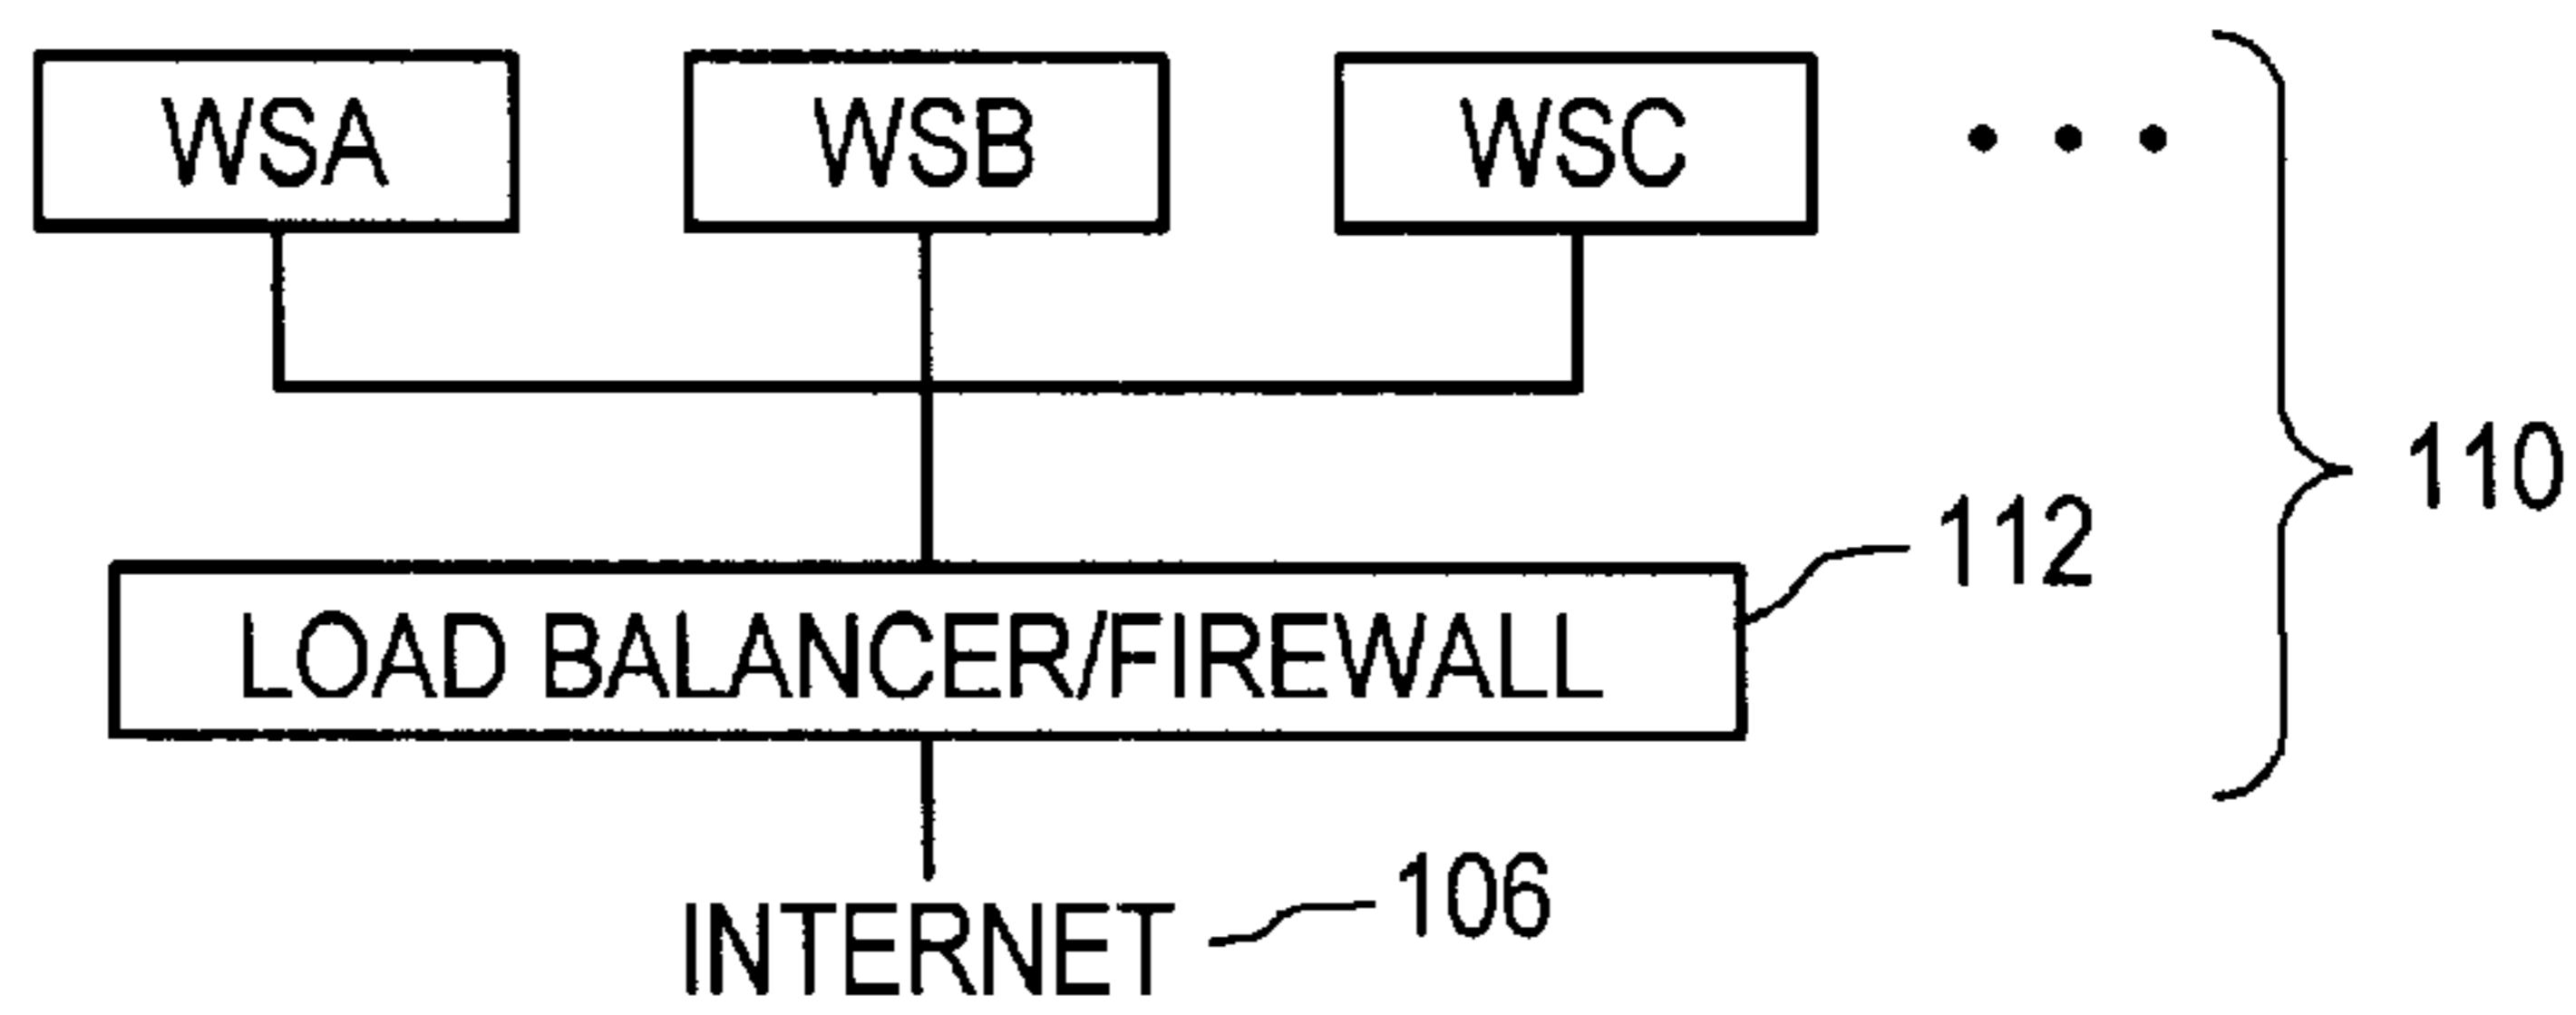 WSA WSB WSC • • •
110
112
LOAD BALANCER/FIREWALL
106
INTERNET